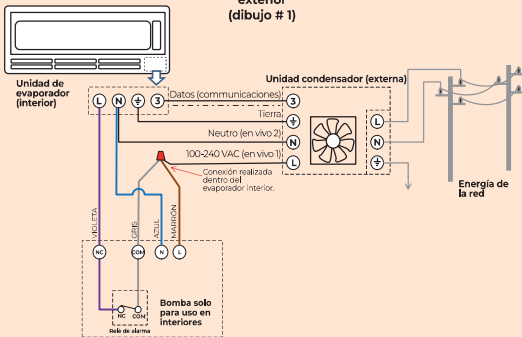 exterior
(dibujo # 1)
Unidad de
evaporador
(interior)
Unidad condensador (externa)
L
N
3
Datos (communicaciones)
3
Tierra
Neutro (en vivo 2)
N
100-240 VAC (en vivo 1)
L
L
N
Conexión realizada
dentro del
evaporador interior.
Energía de
la red
VIOLETA
GRIS
AZUL
MARRÓN
NC
COM
N
L
NC
COM
Relé de alarma
Bomba solo
para uso en
interiores